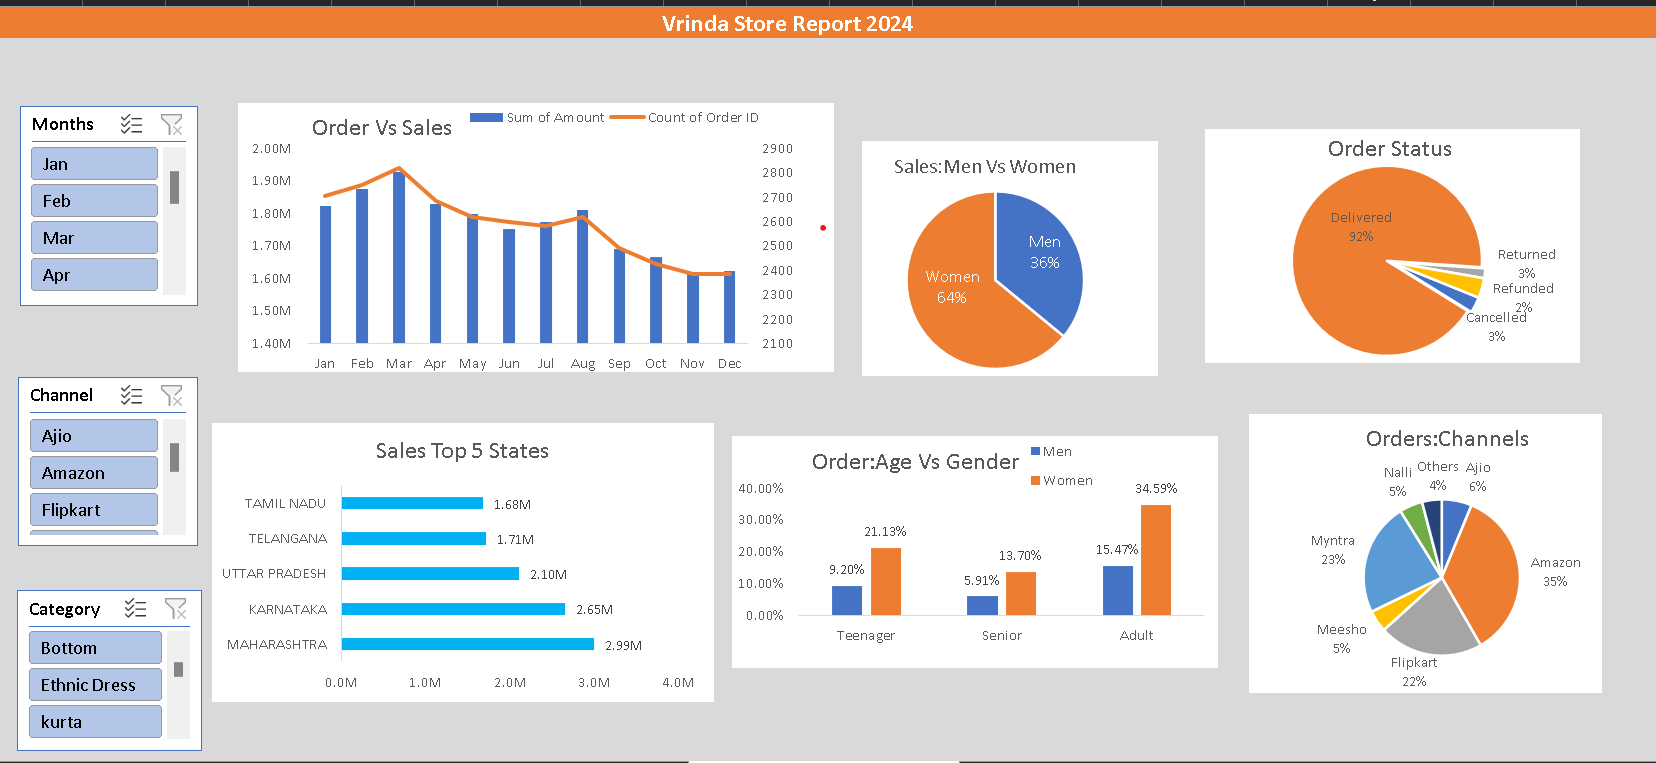 Vrinda Store Report 2024
Months
Jan
Feb
Mar
Apr
Channel
Ajio
Amazon
Flipkart
Category
Bottom
Ethnic Dress
kurta
Order Vs Sales
Sum of Amount
Count of Order ID
2.00M
1.90M
1.80M
1.70M
1.60M
1.50M
1.40M
2900
2800
2700
2600
2500
2400
2300
2200
2100
Jan Feb Mar Apr May Jun Jul Aug Sep Oct Nov Dec
Sales:Men Vs Women
Men
36%
Women
64%
Order Status
Delivered
92%
Returned
3%
Refunded
2%
Cancelled
3%
Sales Top 5 States
TAMIL NADU 1.68M
TELANGANA 1.71M
UTTAR PRADESH 2.10M
KARNATAKA 2.65M
MAHARASHTRA 2.99M
0.0M 1.0M 2.0M 3.0M 4.0M
Order:Age Vs Gender
Men
Women
40.00%
30.00%
20.00%
10.00%
0.00%
9.20%
21.13%
5.91%
13.70%
15.47%
34.59%
Teenager Senior Adult
Orders:Channels
Nalli
5%
Others
4%
Ajio
6%
Myntra
23%
Amazon
35%
Meesho
5%
Flipkart
22%